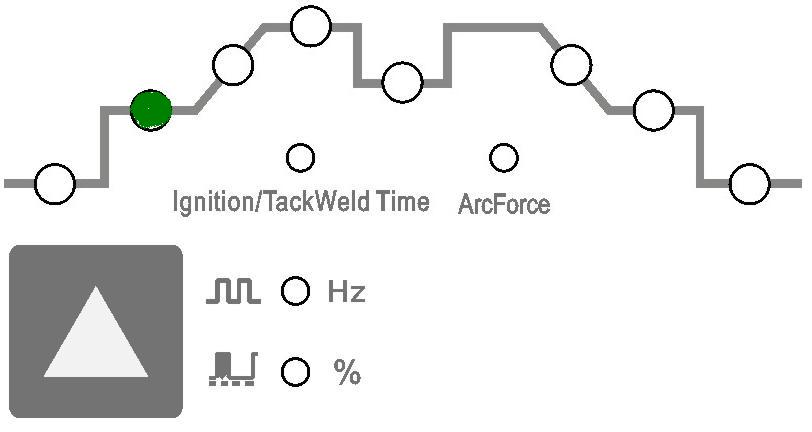 Ignition/TackWeld Time
ArcForce
Hz
%